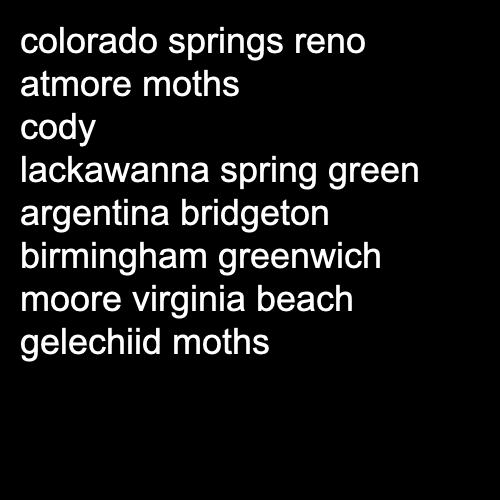 colorado springs reno
atmore moths
cody
lackawanna spring green
argentina bridgeton
birmingham greenwich
moore virginia beach
gelechiid moths